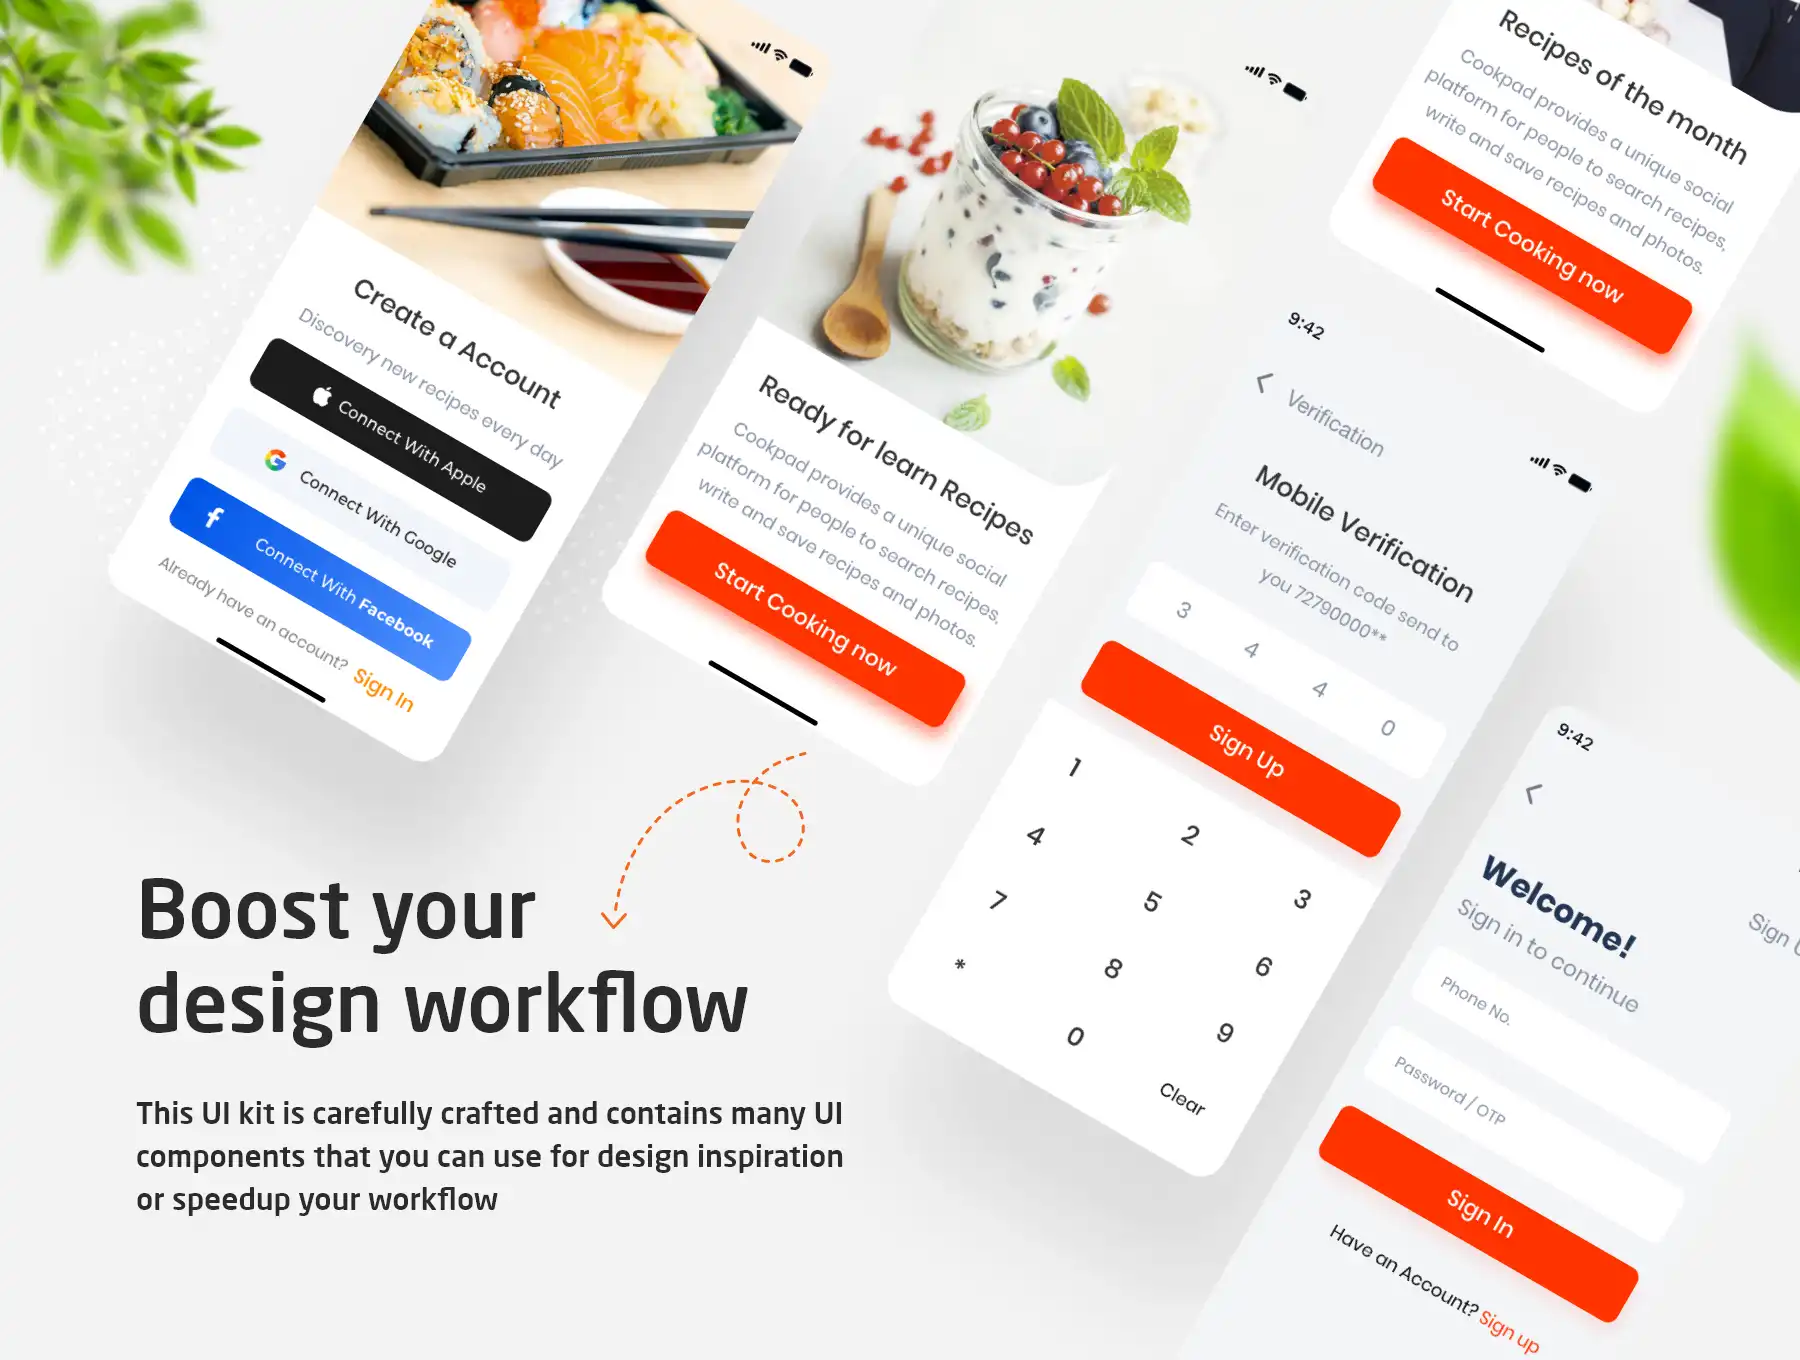 Create a Account
Discovery new recipes every day
Connect With Apple
Connect With Google
Connect With Facebook
Already have an account? Sign In
Ready for learn Recipes
Cookpad provides a unique social
platform for people to search recipes,
write and save recipes and photos.
Start Cooking now
Recipes of the month
Cookpad provides a unique social
platform for people to search recipes,
write and save recipes and photos.
Start Cooking now
9:42
Verification
Mobile Verification
Enter verification code send to
you 72790000**
3 4 4 0
Sign Up
1 2 3
4 5 6
7 8 9
* 0 Clear
9:42
Welcome!
Sign in to continue
Sign
Phone No.
Password / OTP
Sign In
Have an Account? Sign up
Boost your
design workflow
This UI kit is carefully crafted and contains many UI
components that you can use for design inspiration
or speedup your workflow